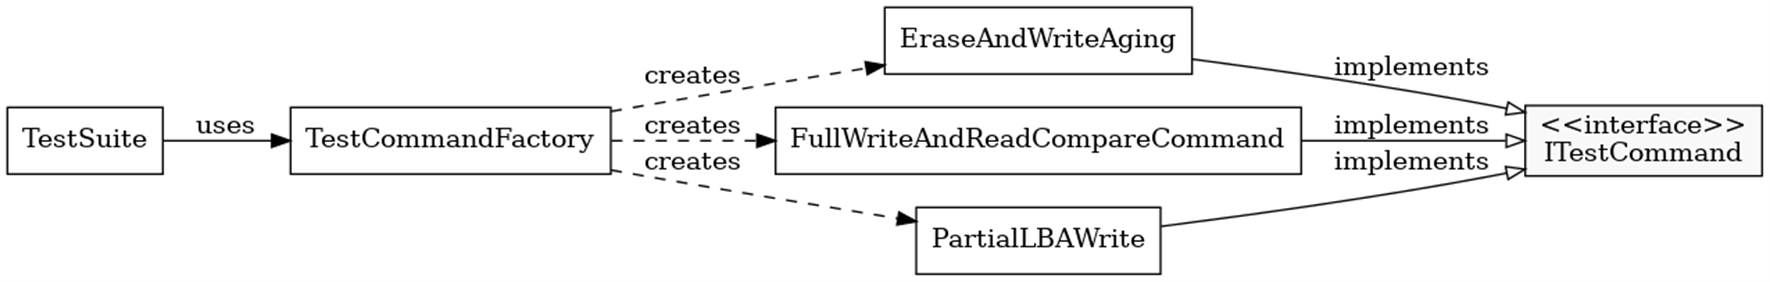 TestSuite
uses
TestCommandFactory
creates
creates
creates
EraseAndWriteAging
FullWriteAndReadCompareCommand
PartialLBAWrite
implements
implements
implements
<<interface>>
ITestCommand